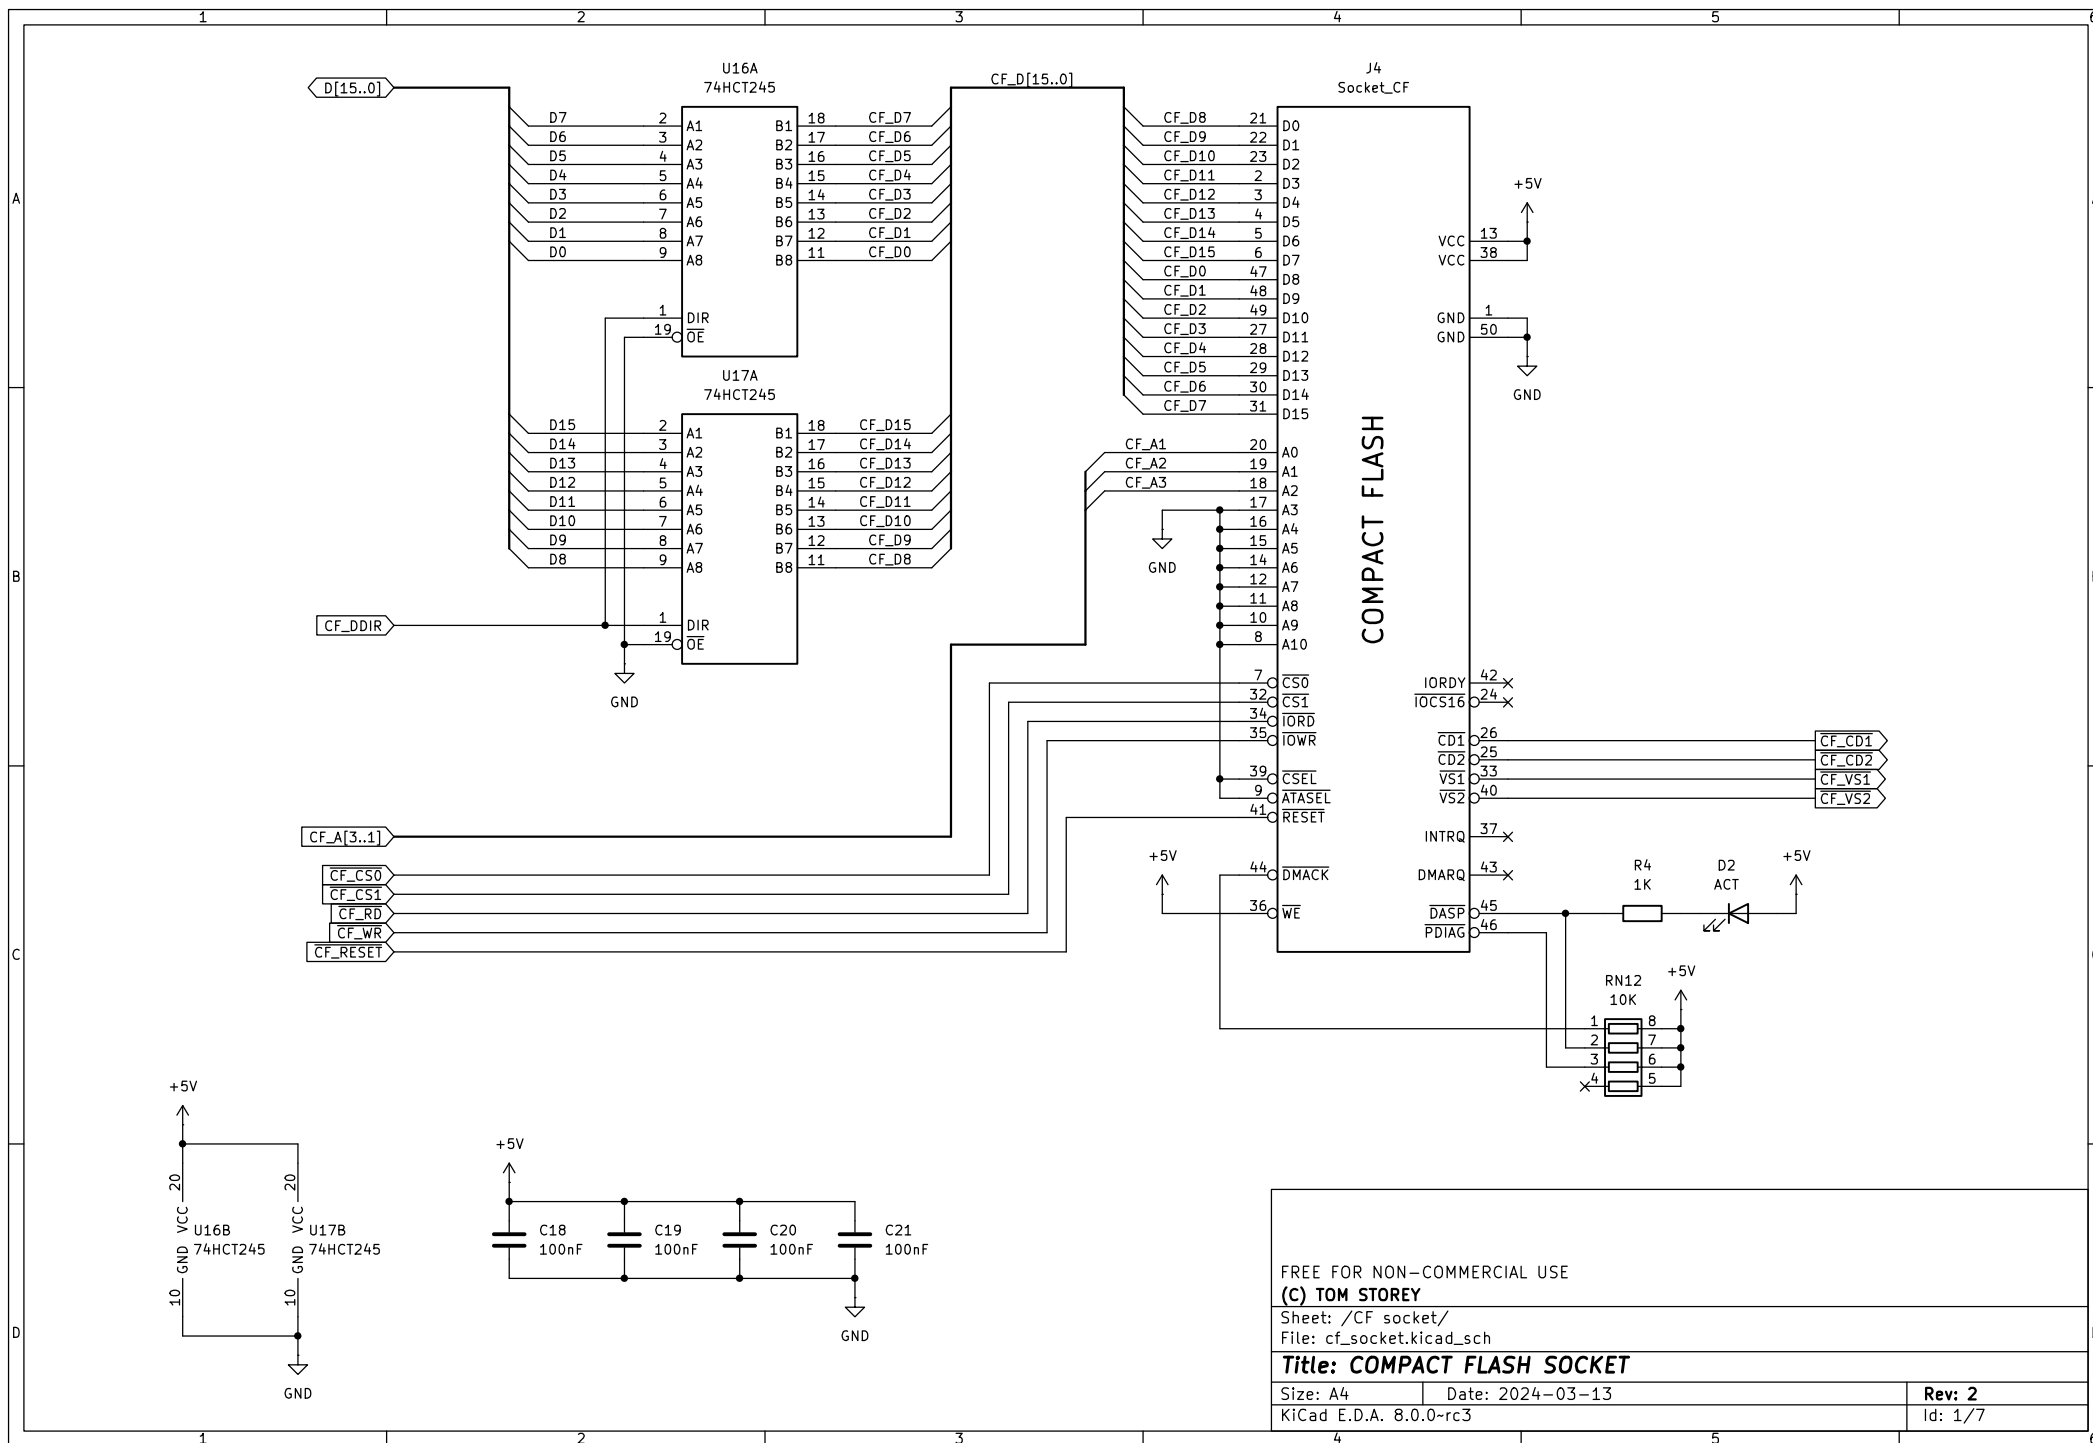 1 2 3 4 5 6
A
B
C
D
D[15..0]
U16A
74HCT245
D7 2 A1 B1 18 CF_D7
D6 3 A2 B2 17 CF_D6
D5 4 A3 B3 16 CF_D5
D4 5 A4 B4 15 CF_D4
D3 6 A5 B5 14 CF_D3
D2 7 A6 B6 13 CF_D2
D1 8 A7 B7 12 CF_D1
D0 9 A8 B8 11 CF_D0
1 DIR
19 OE
U17A
74HCT245
D15 2 A1 B1 18 CF_D15
D14 3 A2 B2 17 CF_D14
D13 4 A3 B3 16 CF_D13
D12 5 A4 B4 15 CF_D12
D11 6 A5 B5 14 CF_D11
D10 7 A6 B6 13 CF_D10
D9 8 A7 B7 12 CF_D9
D8 9 A8 B8 11 CF_D8
CF_DDIR
1 DIR
19 OE
GND
CF_D[15..0]
J4
Socket_CF
COMPACT FLASH
CF_D8 21 D0
CF_D9 22 D1
CF_D10 23 D2
CF_D11 2 D3
CF_D12 3 D4
CF_D13 4 D5
CF_D14 5 D6
CF_D15 6 D7
CF_D0 47 D8
CF_D1 48 D9
CF_D2 49 D10
CF_D3 27 D11
CF_D4 28 D12
CF_D5 29 D13
CF_D6 30 D14
CF_D7 31 D15
CF_A1 20 A0
CF_A2 19 A1
CF_A3 18 A2
17 A3
16 A4
15 A5
14 A6
12 A7
11 A8
10 A9
8 A10
GND
7 CS0
32 CS1
34 IORD
35 IOWR
39 CSEL
9 ATASEL
41 RESET
44 DMACK
36 WE
+5V
+5V
VCC 13
VCC 38
GND 1
GND 50
GND
IORDY 42
IOCS16 24
CD1 26 CF_CD1
CD2 25 CF_CD2
VS1 33 CF_VS1
VS2 40 CF_VS2
INTRQ 37
DMARQ 43
DASP 45
PDIAG 46
R4
1K
D2
ACT
+5V
RN12
10K
+5V
1 8
2 7
3 6
4 5
CF_A[3..1]
CF_CS0
CF_CS1
CF_RD
CF_WR
CF_RESET
+5V
20 VCC GND 10
U16B
74HCT245
20 VCC GND 10
U17B
74HCT245
GND
+5V
C18
100nF
C19
100nF
C20
100nF
C21
100nF
GND
FREE FOR NON-COMMERCIAL USE
(C) TOM STOREY
Sheet: /CF socket/
File: cf_socket.kicad_sch
Title: COMPACT FLASH SOCKET
Size: A4 Date: 2024-03-13 Rev: 2
KiCad E.D.A. 8.0.0~rc3 Id: 1/7
1 2 3 4 5 6